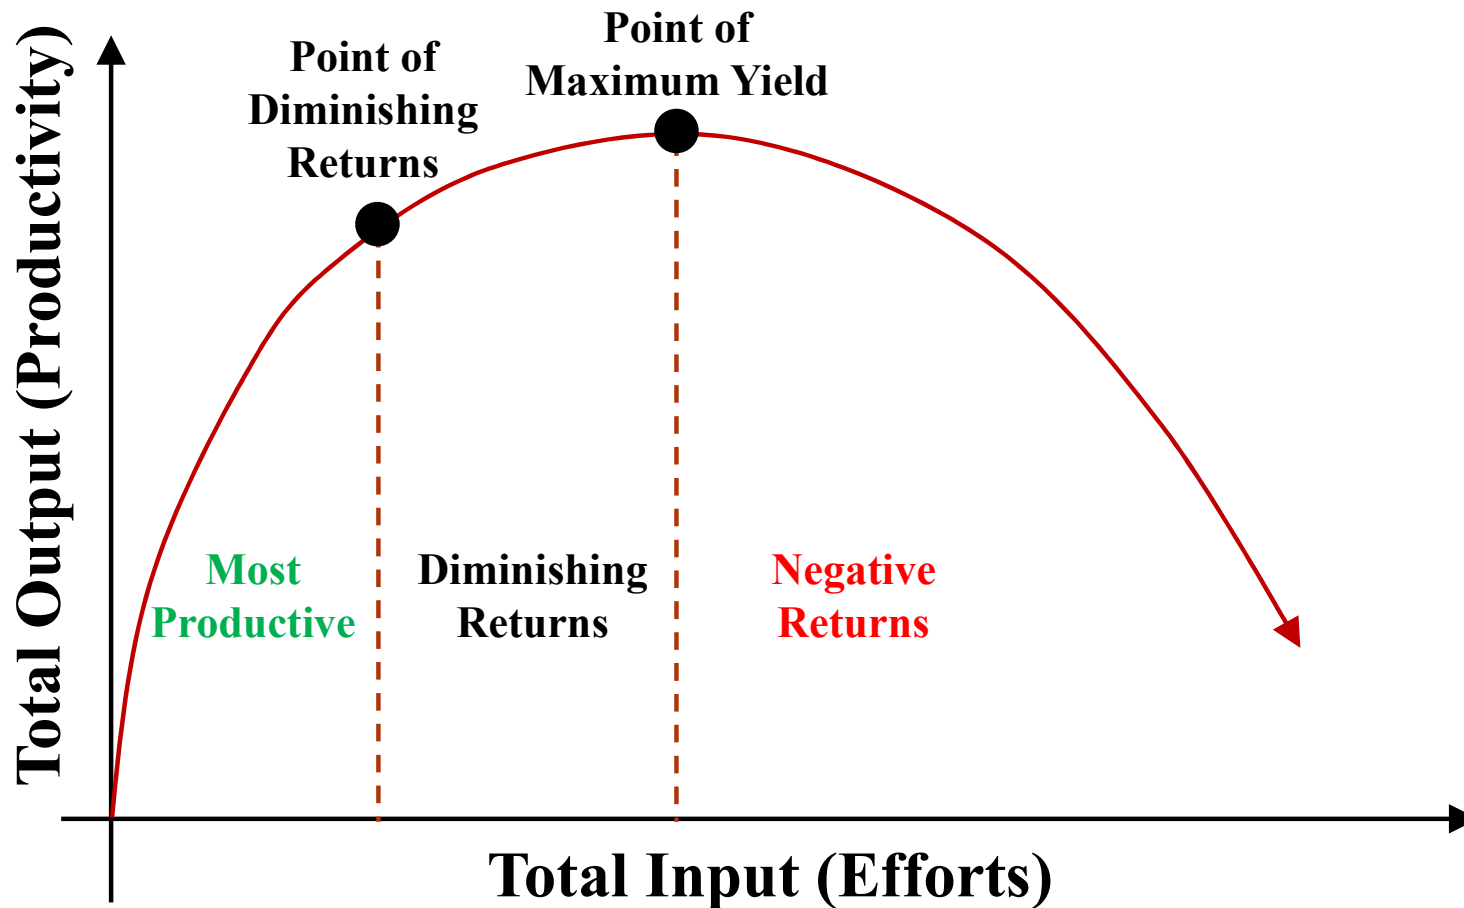 Point of
Diminishing
Returns
Point of
Maximum Yield
Total Output (Productivity)
Most
Productive
Diminishing
Returns
Negative
Returns
Total Input (Efforts)